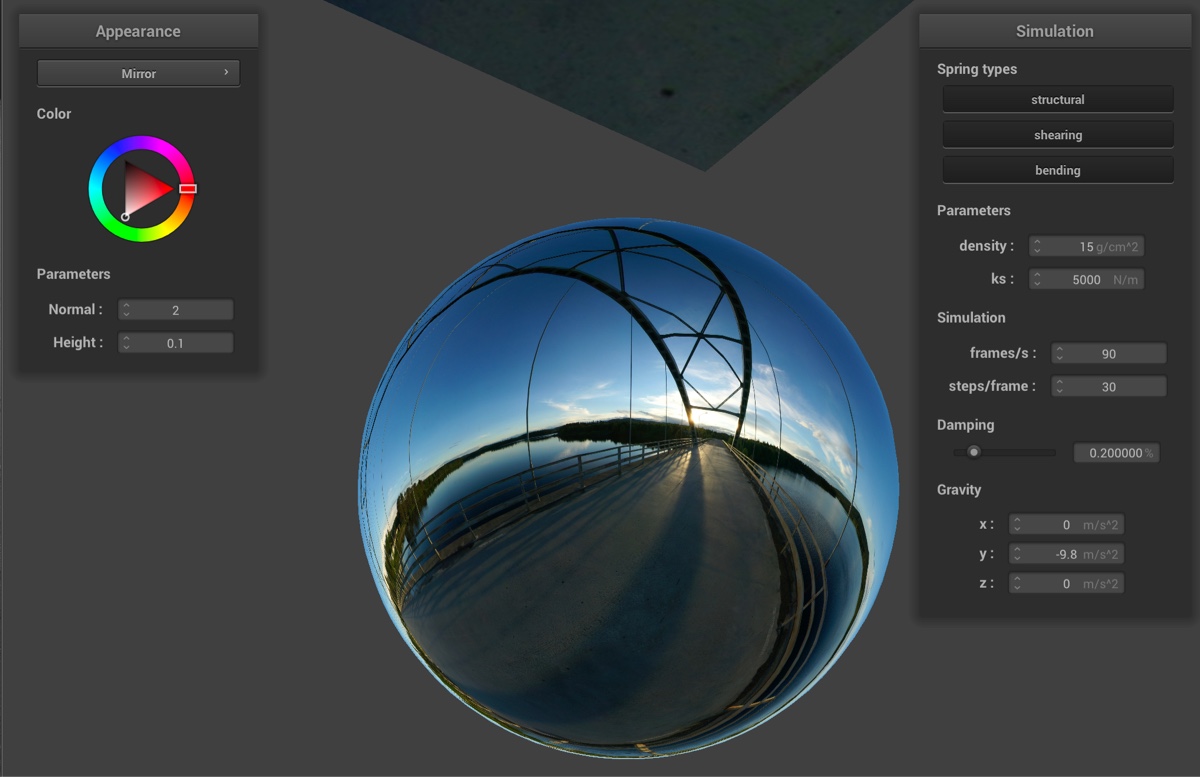 Appearance
Mirror
Color
Parameters
Normal : 2
Height : 0.1
Simulation
Spring types
structural
shearing
bending
Parameters
density : 15 g/cm^2
ks : 5000 N/m
Simulation
frames/s : 90
steps/frame : 30
Damping
0.200000 %
Gravity
x : 0 m/s^2
y : -9.8 m/s^2
z : 0 m/s^2